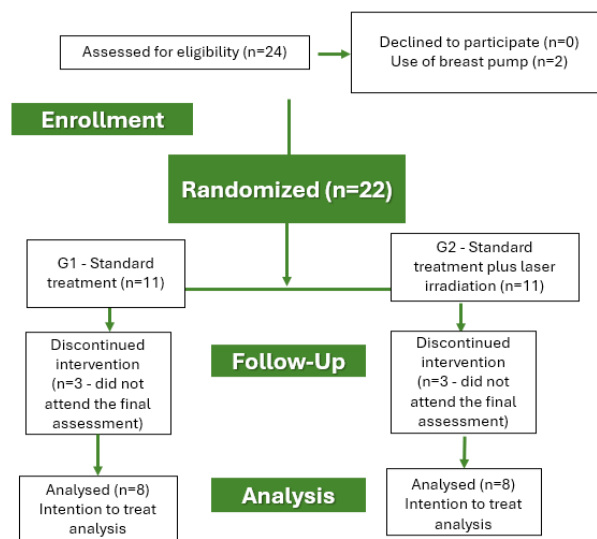 Assessed for eligibility (n=24)
Declined to participate (n=0)
Use of breast pump (n=2)
Enrollment
Randomized (n=22)
G1 - Standard
treatment (n=11)
G2 - Standard
treatment plus laser
irradiation (n=11)
Discontinued
intervention
(n=3 - did not
attend the final
assessment)
Follow-Up
Discontinued
intervention
(n=3 - did not
attend the final
assessment)
Analysed (n=8)
Intention to treat
analysis
Analysis
Analysed (n=8)
Intention to treat
analysis